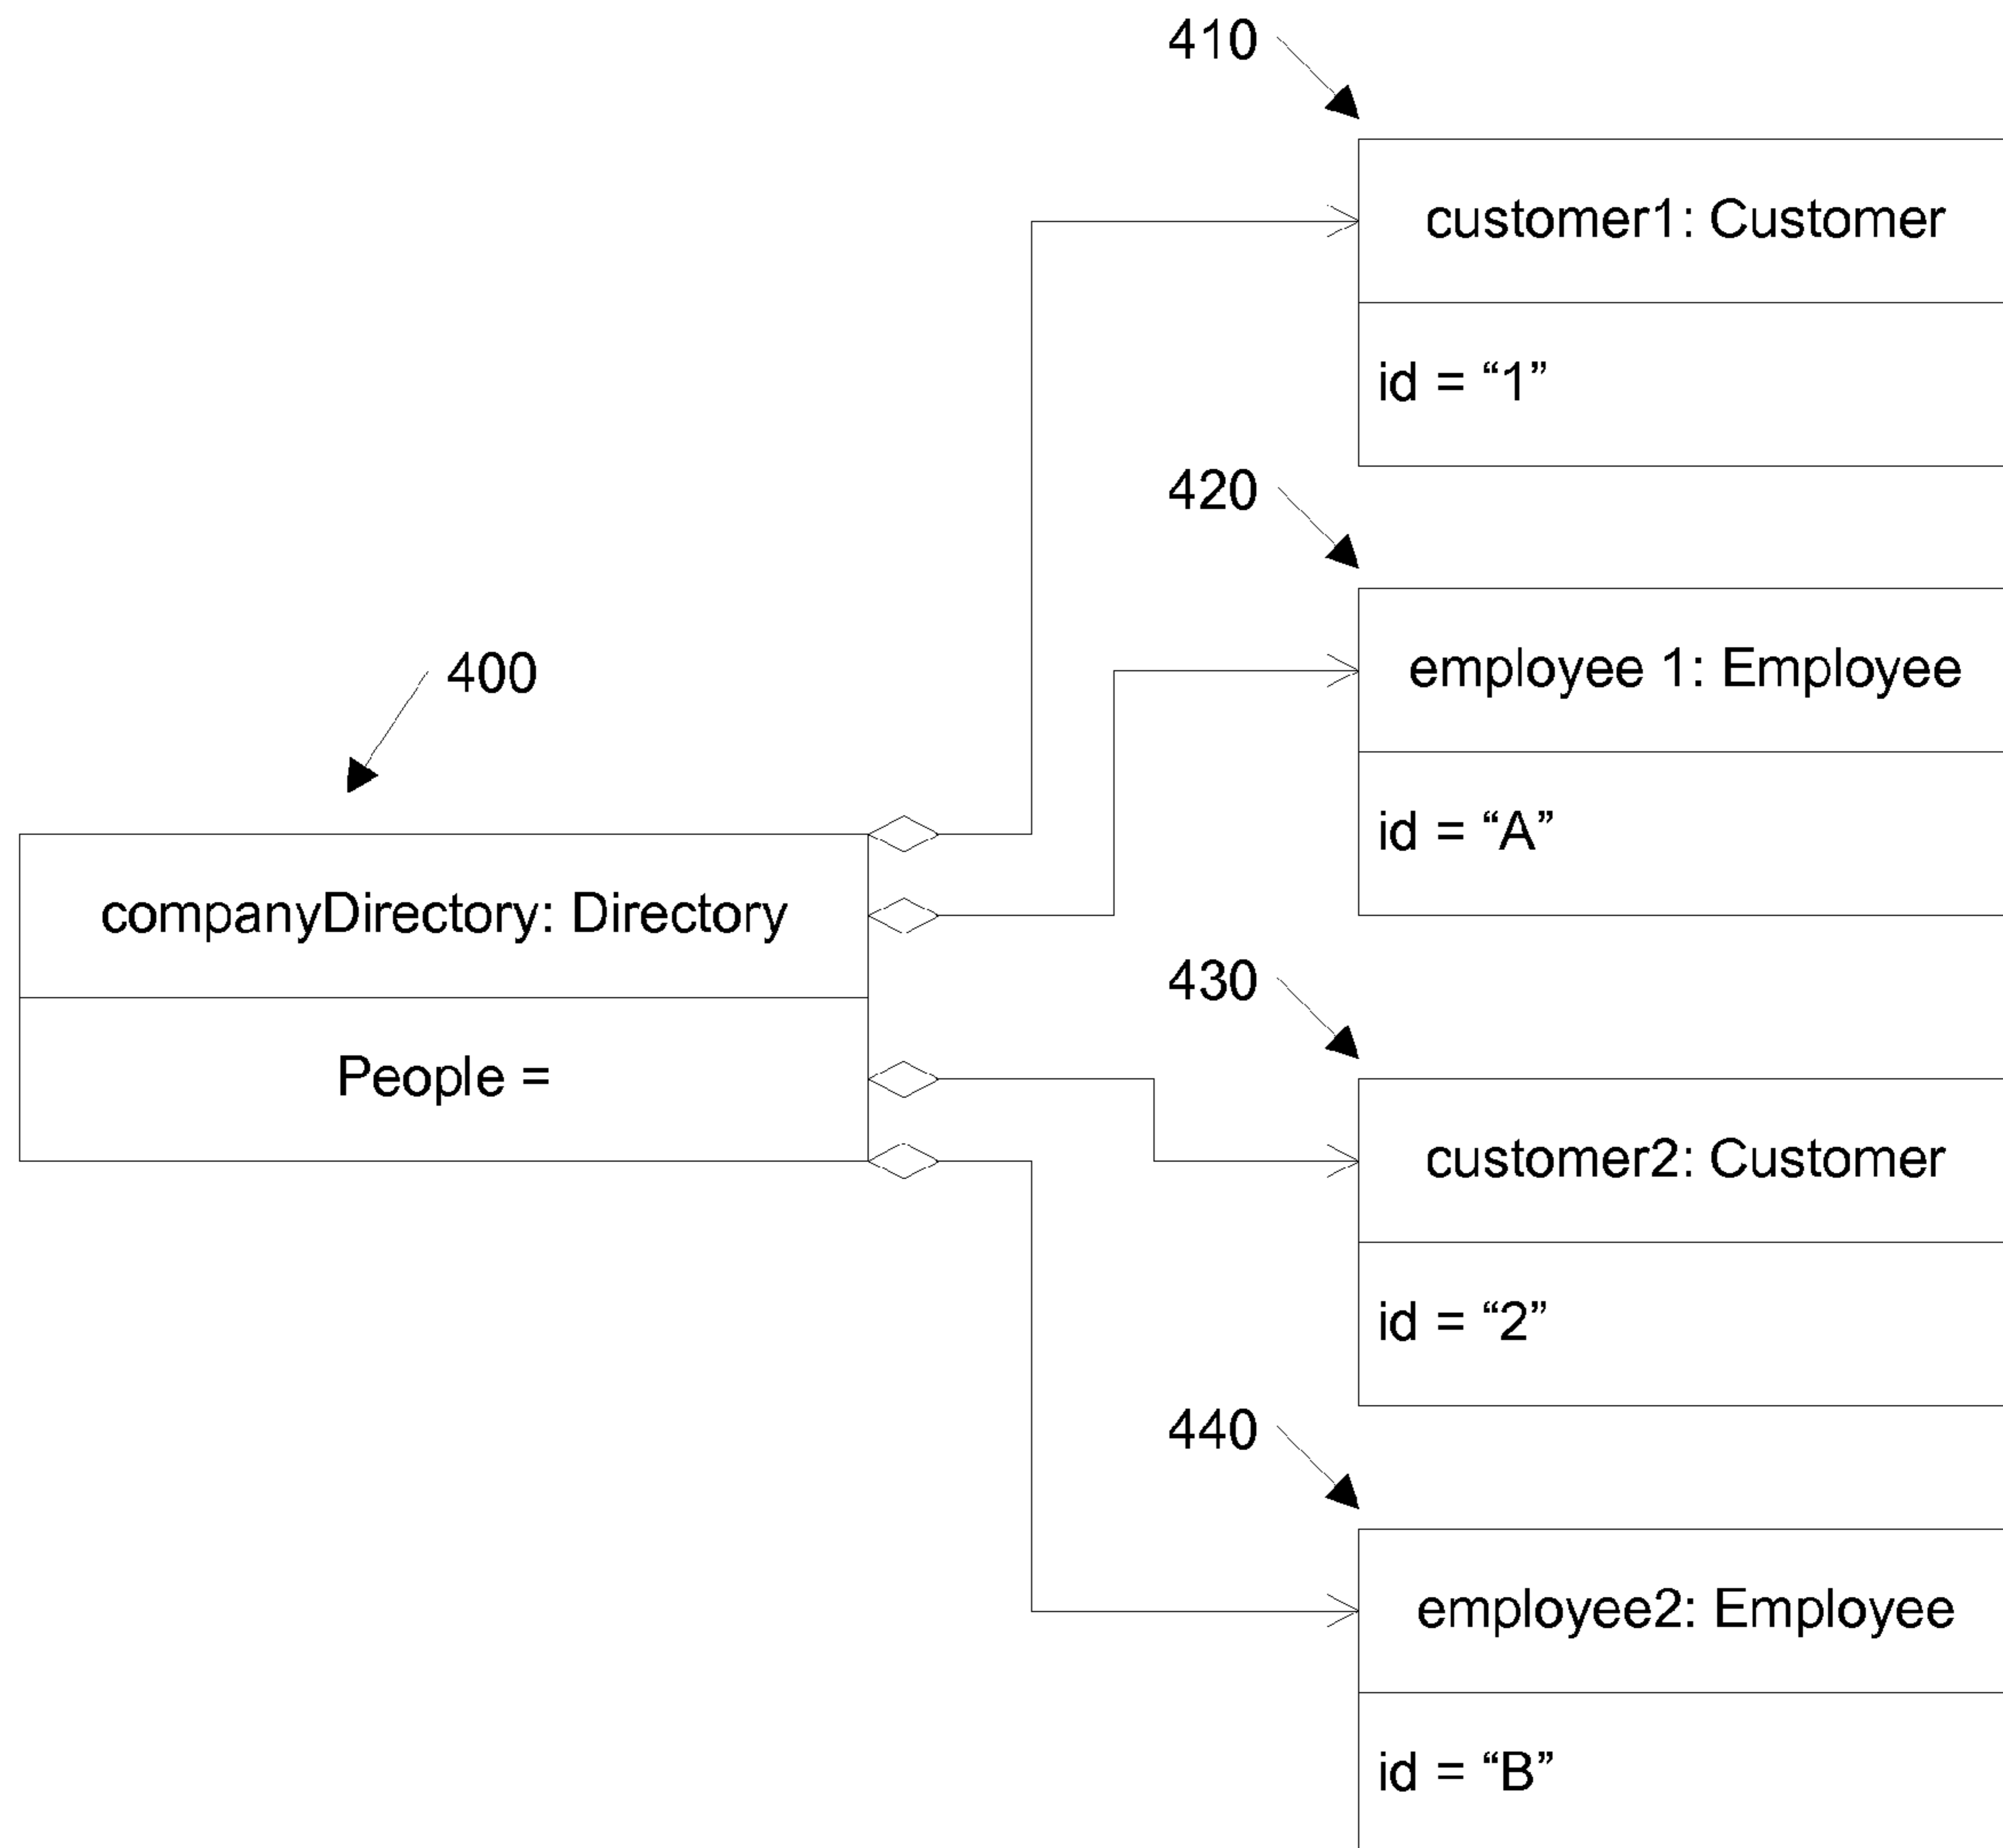 410
customer1: Customer
id = “1”
420
employee 1: Employee
id = “A”
400
companyDirectory: Directory
People =
430
customer2: Customer
id = “2”
440
employee2: Employee
id = “B”